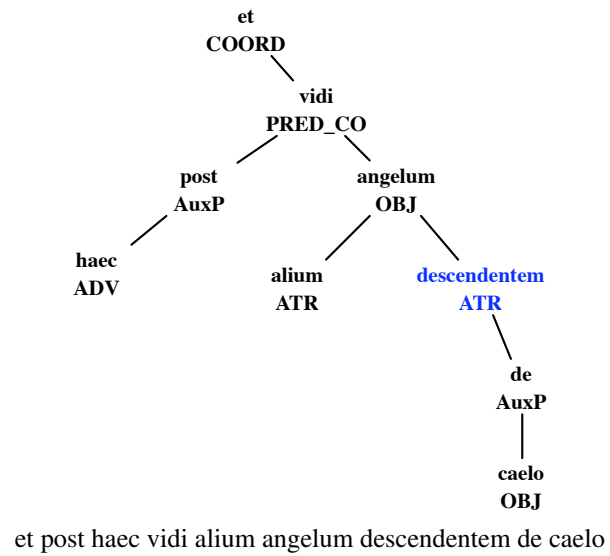 et
COORD
vidi
PRED_CO
post
AuxP
angelum
OBJ
haec
ADV
alium
ATR
descendentem
ATR
de
AuxP
caelo
OBJ
et post haec vidi alium angelum descendentem de caelo